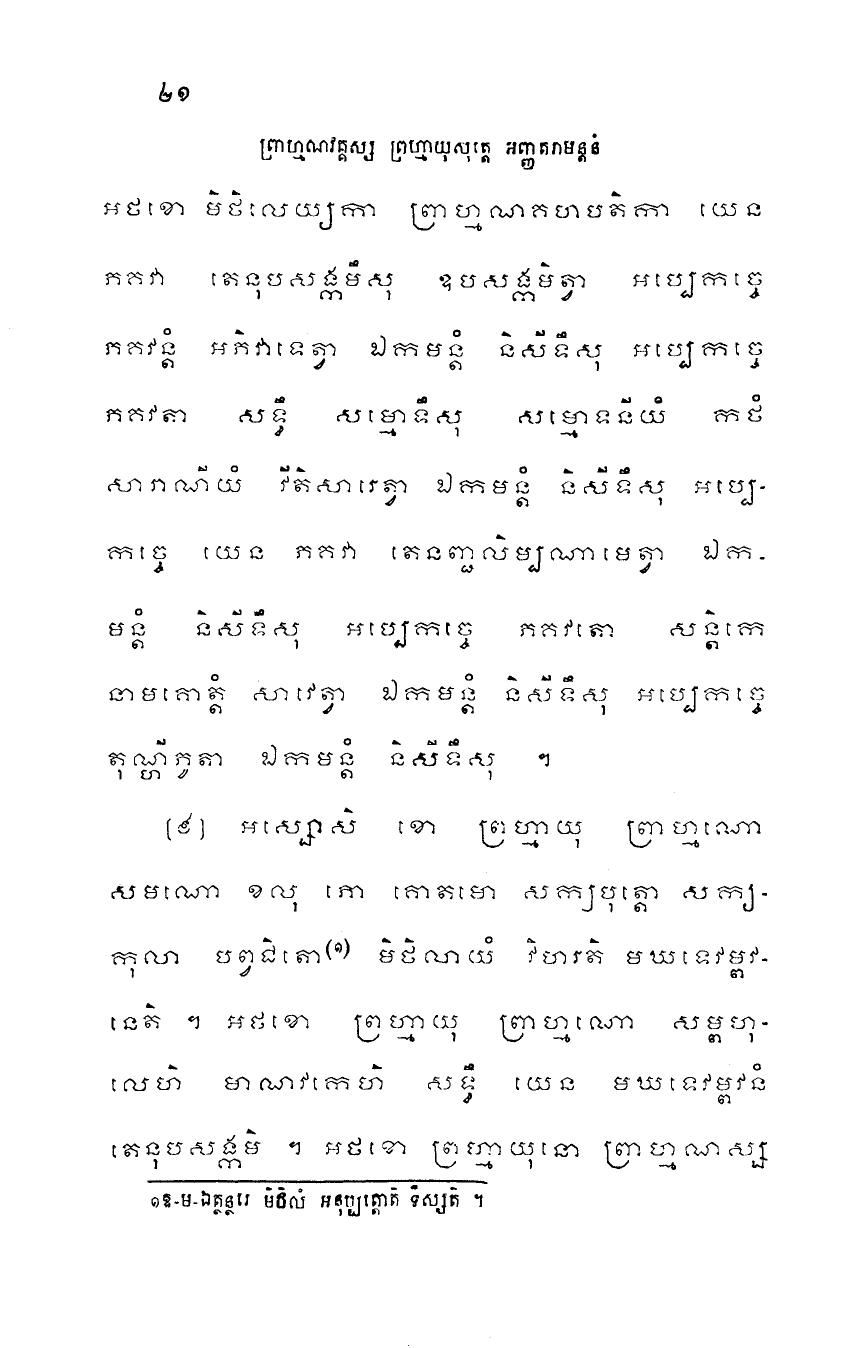 ២១
ព្រាហ្មណវគ្គស្ស ព្រហ្មាយុសុត្តេ អញ្ញតរាមន្តនំ
អថខោ មិថិលេយ្យកា ព្រាហ្មណគហបតិកា យេន
ភគវា តេនុបសង្កមឹសុ ឧបសង្កមិត្វា អប្បេកច្ចេ
ភគវន្តំ អភិវាទេត្វា ឯកមន្តំ និសីទឹសុ អប្បេកច្ចេ
ភគវតា សទ្ធឹ សម្មោទឹសុ សម្មោទនីយំ កថំ
សារាណីយំ វីតិសារេត្វា ឯកមន្តំ និសីទឹសុ អប្បេ-
កច្ចេ យេន ភគវា តេនញ្ជលិម្បណាមេត្វា ឯក-
មន្តំ និសីទឹសុ អប្បេកច្ចេ ភគវតោ សន្តិកេ
នាមគោត្តំ សាវេត្វា ឯកមន្តំ និសីទឹសុ អប្បេកច្ចេ
តុណ្ហីភូតា ឯកមន្តំ និសីទឹសុ ។
[៩] អស្សោសិ ខោ ព្រហ្មាយុ ព្រាហ្មណោ
សមណោ ខលុ ភោ គោតមោ សក្យបុត្តោ សក្យ-
កុលា បព្វជិតោ(១) មិថិលាយំ វិហរតិ មឃទេវម្ពវ-
នេតិ ។ អថខោ ព្រហ្មាយុ ព្រាហ្មណោ សម្ពហុ-
លេហិ មាណវកេហិ សទ្ធឹ យេន មឃទេវម្ពវនំ
តេនុបសង្កមិ ។ អថខោ ព្រហ្មាយុនោ ព្រាហ្មណស្ស
១ឱ-ម-ឯត្ថន្តរេ មិថិលំ អនុប្បត្តោតិ ទិស្សតិ ។